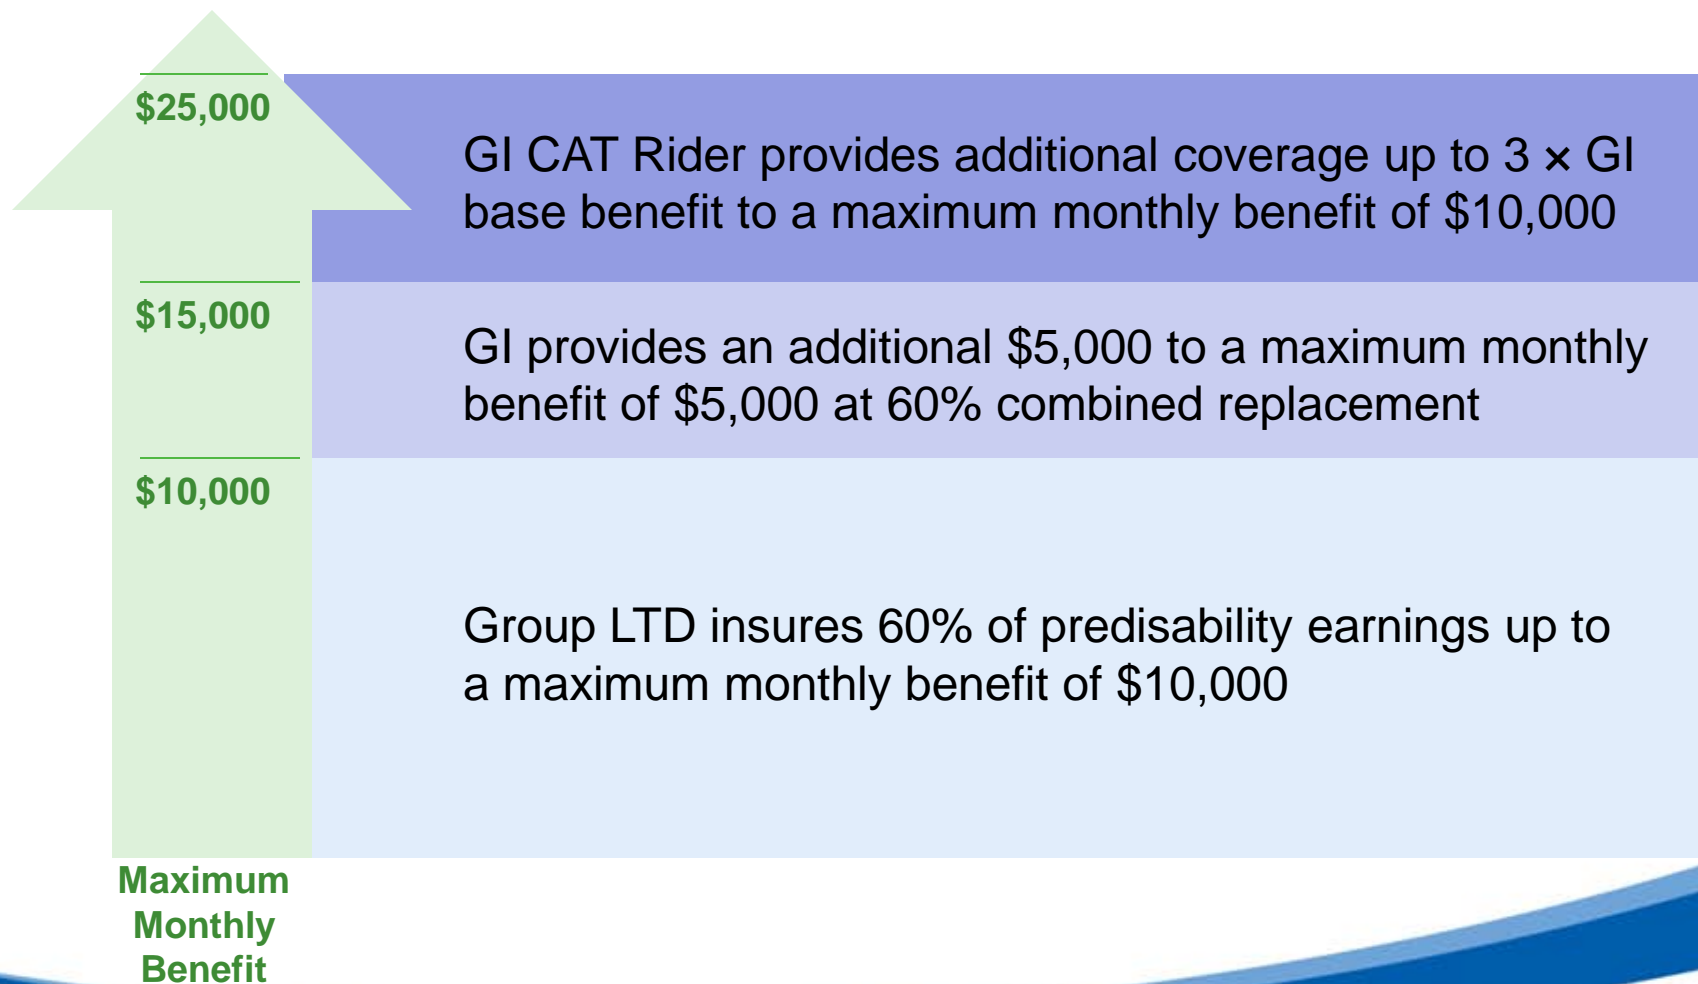 $25,000
GI CAT Rider provides additional coverage up to 3 × GI
base benefit to a maximum monthly benefit of $10,000
$15,000
GI provides an additional $5,000 to a maximum monthly
benefit of $5,000 at 60% combined replacement
$10,000
Group LTD insures 60% of predisability earnings up to
a maximum monthly benefit of $10,000
Maximum
Monthly
Benefit